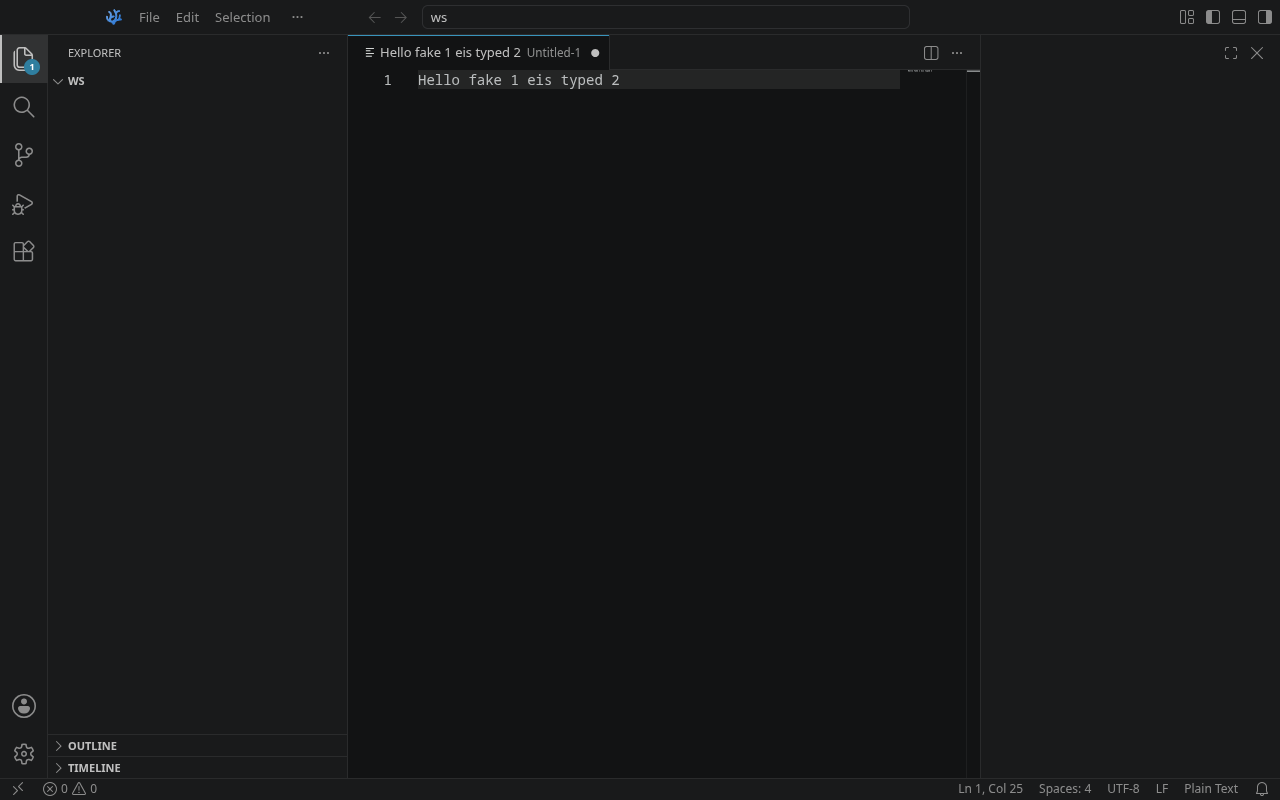 File Edit Selection ···
ws
EXPLORER ···
1
WS
Hello fake 1 eis typed 2 Untitled-1
1 Hello fake 1 eis typed 2
OUTLINE
TIMELINE
0 0
Ln 1, Col 25 Spaces: 4 UTF-8 LF Plain Text